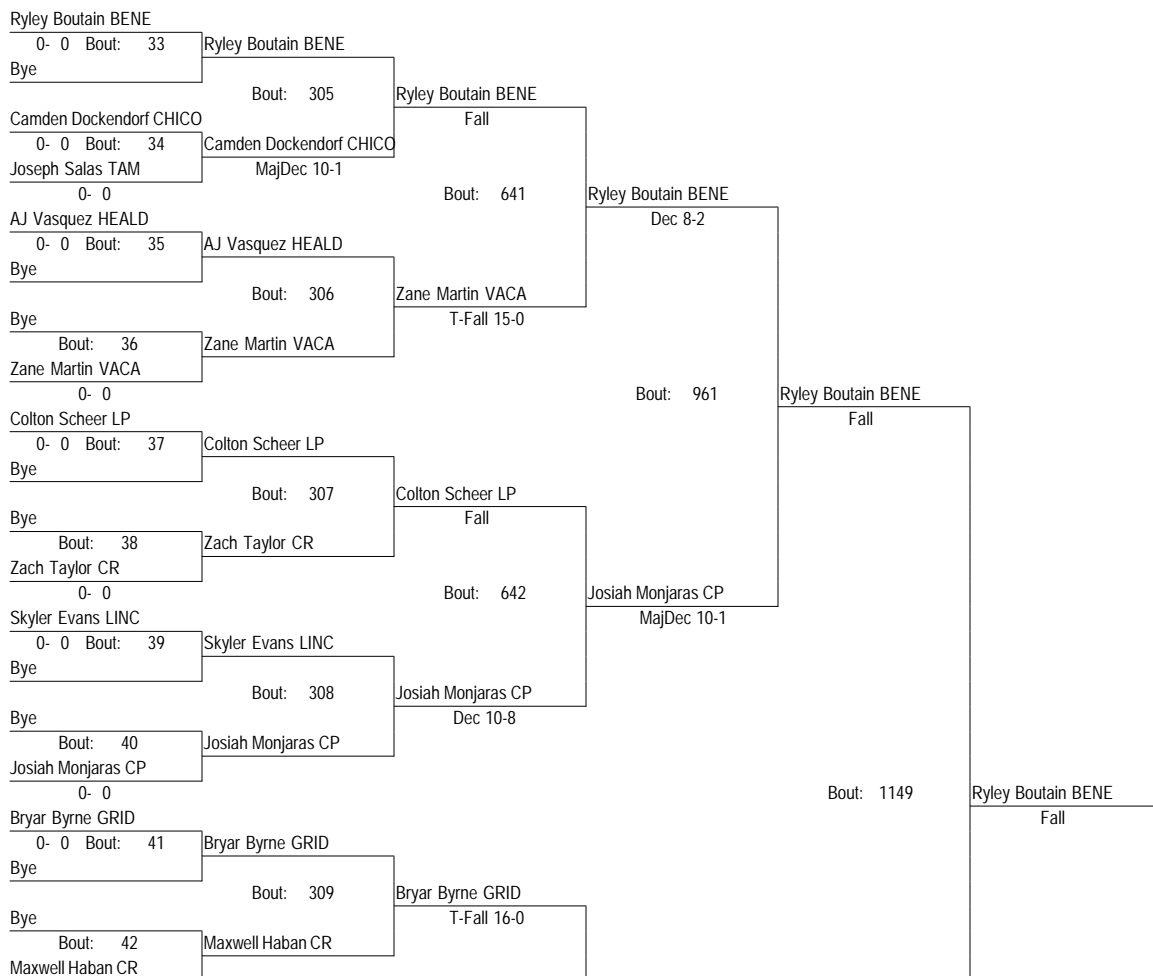 Ryley Boutain BENE
0- 0 Bout: 33 Ryley Boutain BENE
Bye
Bout: 305 Ryley Boutain BENE
Camden Dockendorf CHICO Fall
0- 0 Bout: 34 Camden Dockendorf CHICO
Joseph Salas TAM MajDec 10-1
0- 0 Bout: 641 Ryley Boutain BENE
AJ Vasquez HEALD Dec 8-2
0- 0 Bout: 35 AJ Vasquez HEALD
Bye
Bout: 306 Zane Martin VACA
Bye T-Fall 15-0
Bout: 36 Zane Martin VACA
Zane Martin VACA
0- 0 Bout: 961 Ryley Boutain BENE
Colton Scheer LP Fall
0- 0 Bout: 37 Colton Scheer LP
Bye
Bout: 307 Colton Scheer LP
Bye Fall
Bout: 38 Zach Taylor CR
Zach Taylor CR
0- 0 Bout: 642 Josiah Monjaras CP
Skyler Evans LINC MajDec 10-1
0- 0 Bout: 39 Skyler Evans LINC
Bye
Bout: 308 Josiah Monjaras CP
Bye Dec 10-8
Bout: 40 Josiah Monjaras CP
Josiah Monjaras CP
0- 0 Bout: 1149 Ryley Boutain BENE
Bryar Byrne GRID Fall
0- 0 Bout: 41 Bryar Byrne GRID
Bye
Bout: 309 Bryar Byrne GRID
Bye T-Fall 16-0
Bout: 42 Maxwell Haban CR
Maxwell Haban CR